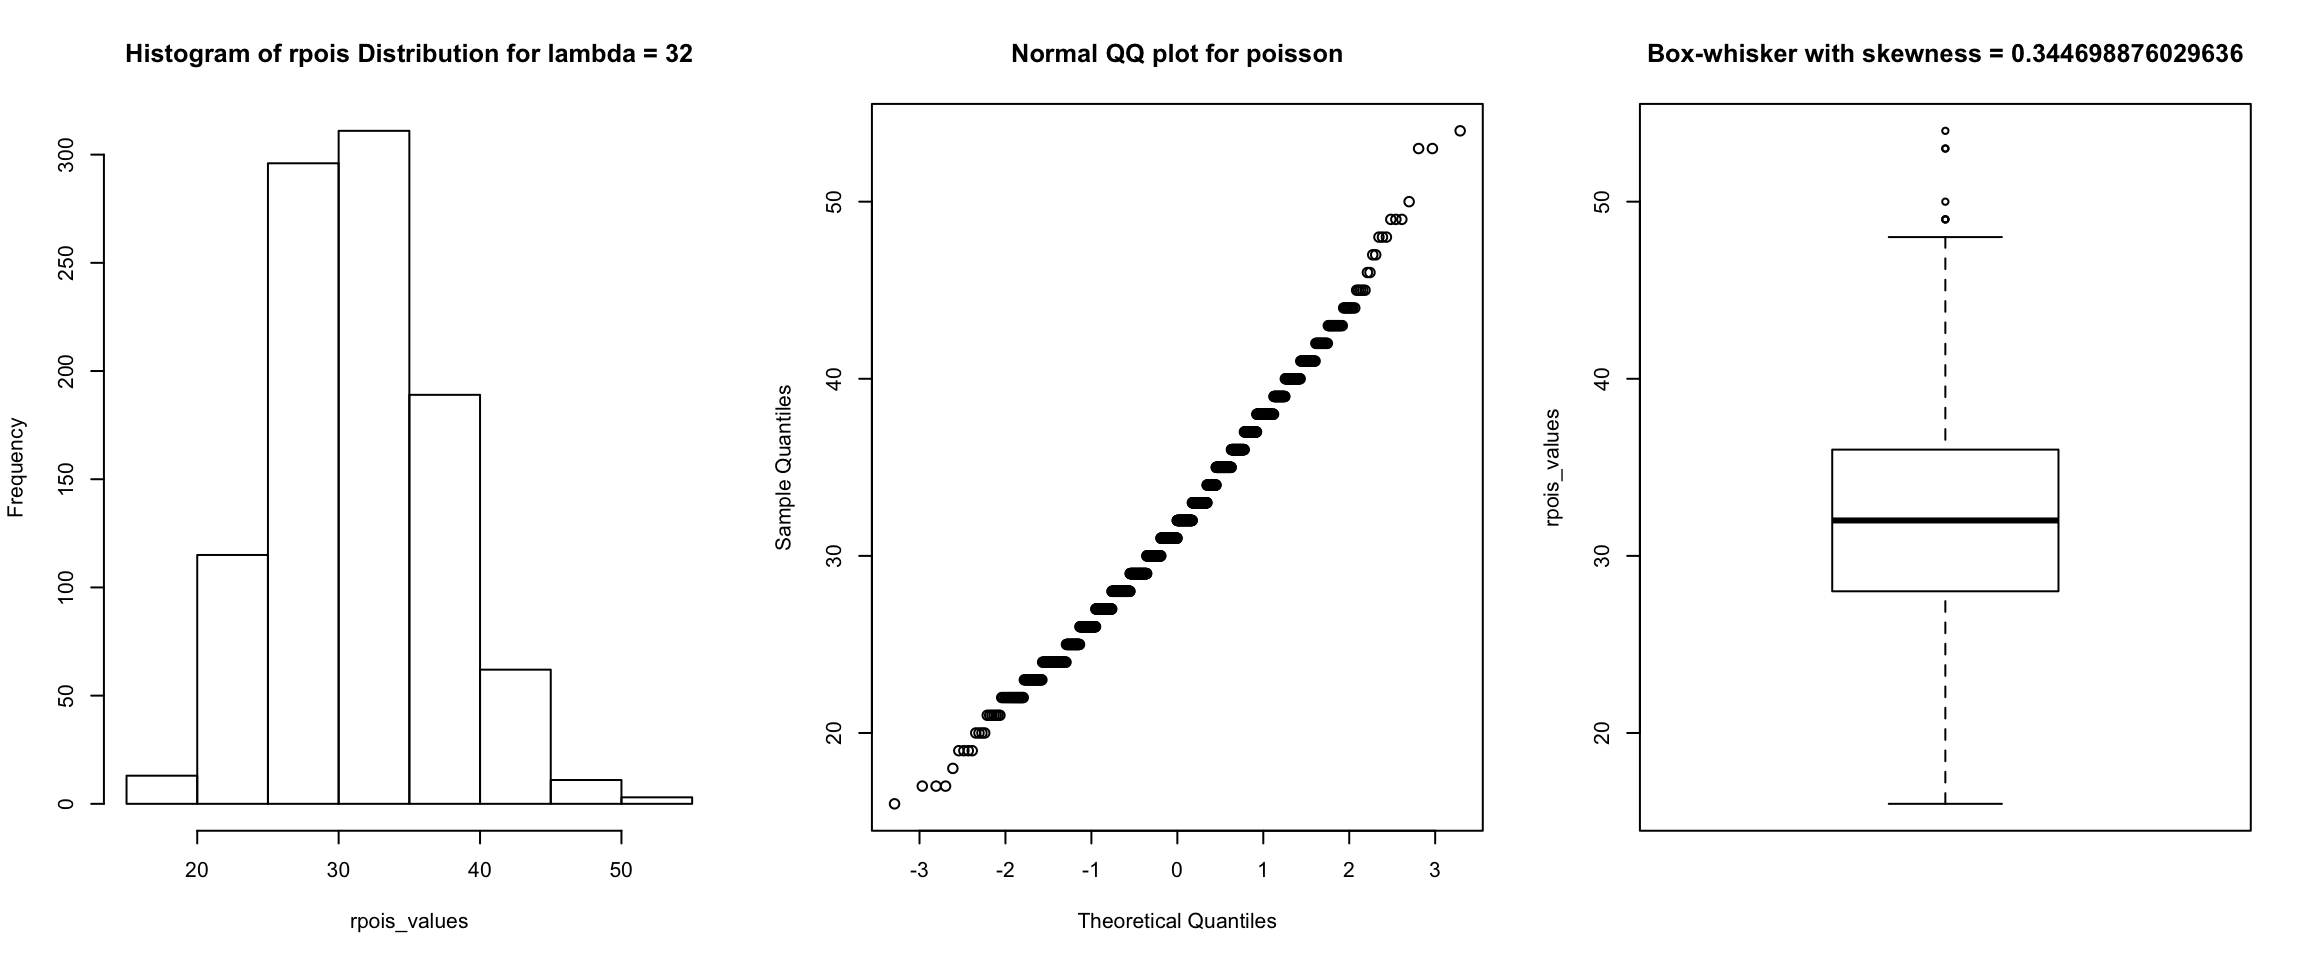 Histogram of rpois Distribution for lambda = 32
Frequency
0
50
100
150
200
250
300
20 30 40 50
rpois_values
Normal QQ plot for poisson
Sample Quantiles
20
30
40
50
-3 -2 -1 0 1 2 3
Theoretical Quantiles
Box-whisker with skewness = 0.344698876029636
rpois_values
20
30
40
50